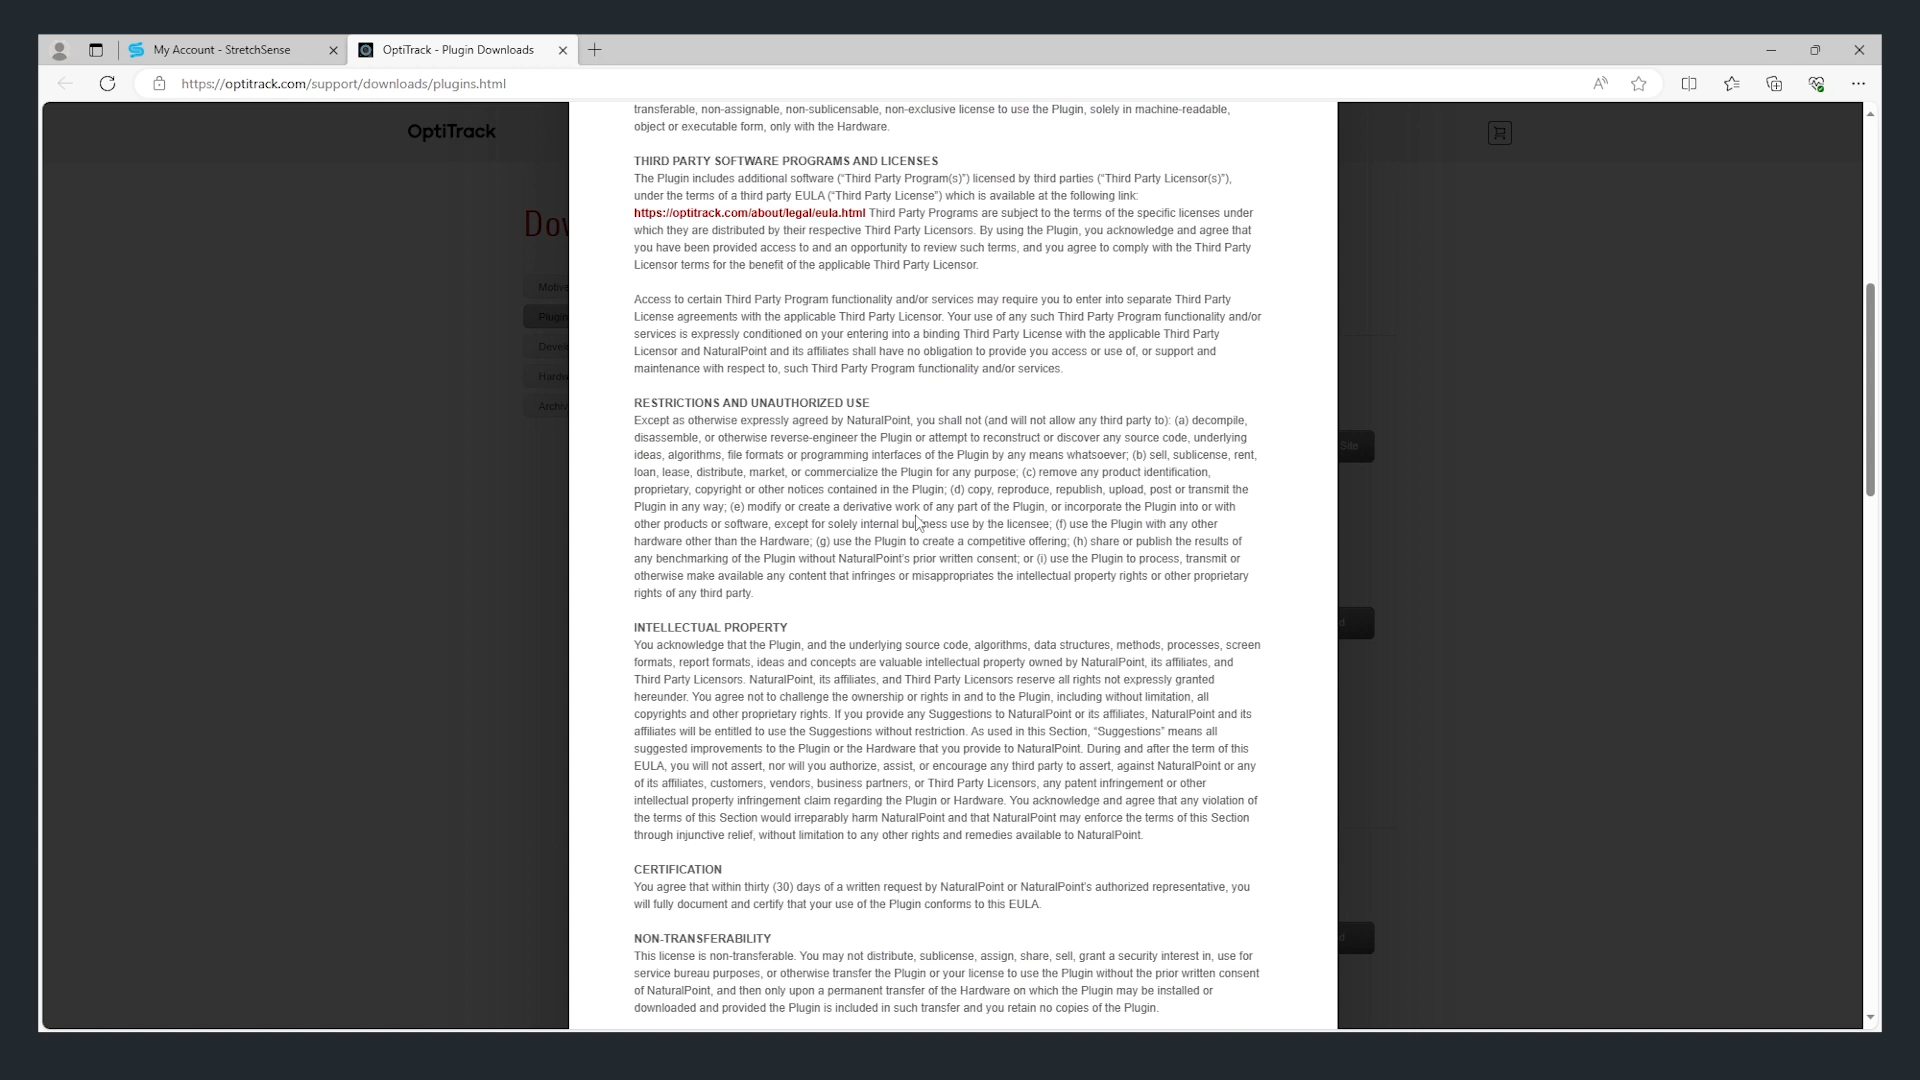 My Account - StretchSense
OptiTrack - Plugin Downloads
https://optitrack.com/support/downloads/plugins.html
OptiTrack
transferable, non-assignable, non-sublicensable, non-exclusive license to use the Plugin, solely in machine-readable,
object or executable form, only with the Hardware.
THIRD PARTY SOFTWARE PROGRAMS AND LICENSES
The Plugin includes additional software (“Third Party Program(s)”) licensed by third parties (“Third Party Licensor(s)”),
under the terms of a third party EULA (“Third Party License”) which is available at the following link:
https://optitrack.com/about/legal/eula.html Third Party Programs are subject to the terms of the specific licenses under
which they are distributed by their respective Third Party Licensors. By using the Plugin, you acknowledge and agree that
you have been provided access to and an opportunity to review such terms, and you agree to comply with the Third Party
Licensor terms for the benefit of the applicable Third Party Licensor.
Access to certain Third Party Program functionality and/or services may require you to enter into separate Third Party
License agreements with the applicable Third Party Licensor. Your use of any such Third Party Program functionality and/or
services is expressly conditioned on your entering into a binding Third Party License with the applicable Third Party
Licensor and NaturalPoint and its affiliates shall have no obligation to provide you access or use of, or support and
maintenance with respect to, such Third Party Program functionality and/or services.
RESTRICTIONS AND UNAUTHORIZED USE
Except as otherwise expressly agreed by NaturalPoint, you shall not (and will not allow any third party to): (a) decompile,
disassemble, or otherwise reverse-engineer the Plugin or attempt to reconstruct or discover any source code, underlying
ideas, algorithms, file formats or programming interfaces of the Plugin by any means whatsoever; (b) sell, sublicense, rent,
loan, lease, distribute, market, or commercialize the Plugin for any purpose; (c) remove any product identification,
proprietary, copyright or other notices contained in the Plugin; (d) copy, reproduce, republish, upload, post or transmit the
Plugin in any way; (e) modify or create a derivative work of any part of the Plugin, or incorporate the Plugin into or with
other products or software, except for solely internal business use by the licensee; (f) use the Plugin with any other
hardware other than the Hardware; (g) use the Plugin to create a competitive offering; (h) share or publish the results of
any benchmarking of the Plugin without NaturalPoint's prior written consent; or (i) use the Plugin to process, transmit or
otherwise make available any content that infringes or misappropriates the intellectual property rights or other proprietary
rights of any third party.
INTELLECTUAL PROPERTY
You acknowledge that the Plugin, and the underlying source code, algorithms, data structures, methods, processes, screen
formats, report formats, ideas and concepts are valuable intellectual property owned by NaturalPoint, its affiliates, and
Third Party Licensors. NaturalPoint, its affiliates, and Third Party Licensors reserve all rights not expressly granted
hereunder. You agree not to challenge the ownership or rights in and to the Plugin, including without limitation, all
copyrights and other proprietary rights. If you provide any Suggestions to NaturalPoint or its affiliates, NaturalPoint and its
affiliates will be entitled to use the Suggestions without restriction. As used in this Section, “Suggestions” means all
suggested improvements to the Plugin or the Hardware that you provide to NaturalPoint. During and after the term of this
EULA, you will not assert, nor will you authorize, assist, or encourage any third party to assert, against NaturalPoint or any
of its affiliates, customers, vendors, business partners, or Third Party Licensors, any patent infringement or other
intellectual property infringement claim regarding the Plugin or Hardware. You acknowledge and agree that any violation of
the terms of this Section would irreparably harm NaturalPoint and that NaturalPoint may enforce the terms of this Section
through injunctive relief, without limitation to any other rights and remedies available to NaturalPoint.
CERTIFICATION
You agree that within thirty (30) days of a written request by NaturalPoint or NaturalPoint's authorized representative, you
will fully document and certify that your use of the Plugin conforms to this EULA.
NON-TRANSFERABILITY
This license is non-transferable. You may not distribute, sublicense, assign, share, sell, grant a security interest in, use for
service bureau purposes, or otherwise transfer the Plugin or your license to use the Plugin without the prior written consent
of NaturalPoint, and then only upon a permanent transfer of the Hardware on which the Plugin may be installed or
downloaded and provided the Plugin is included in such transfer and you retain no copies of the Plugin.